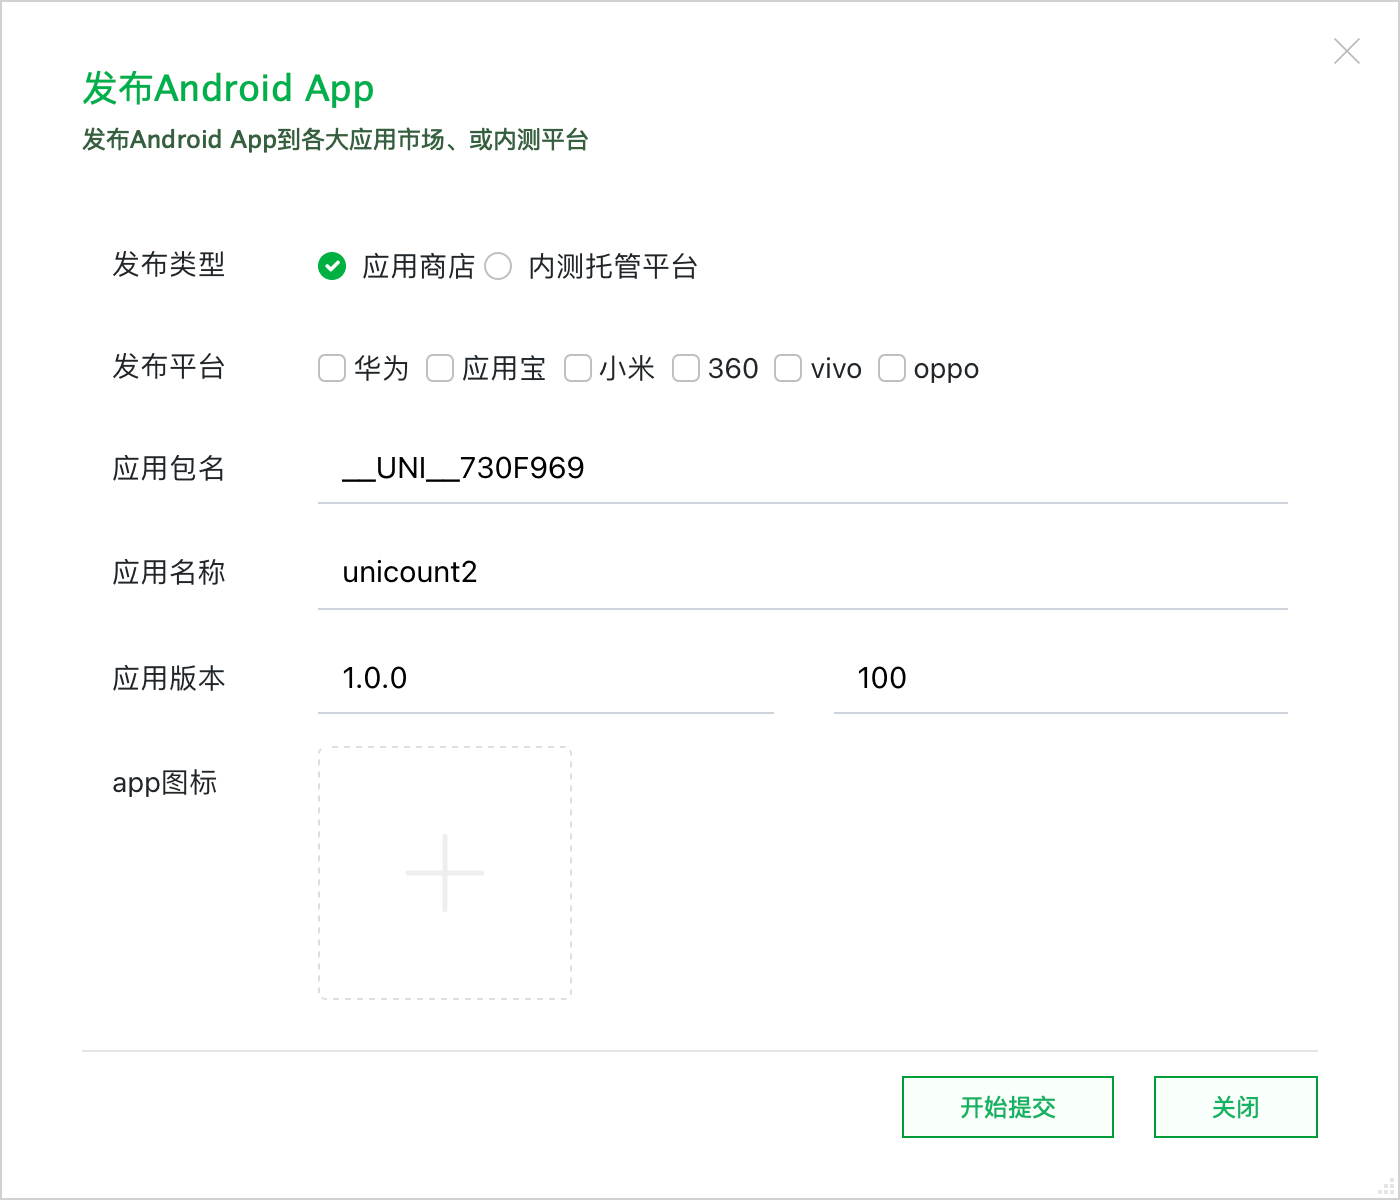 发布Android App
发布Android App到各大应用市场、或内测平台
发布类型 应用商店 内测托管平台
发布平台 华为 应用宝 小米 360 vivo oppo
应用包名 __UNI__730F969
应用名称 unicount2
应用版本 1.0.0 100
app图标
开始提交 关闭